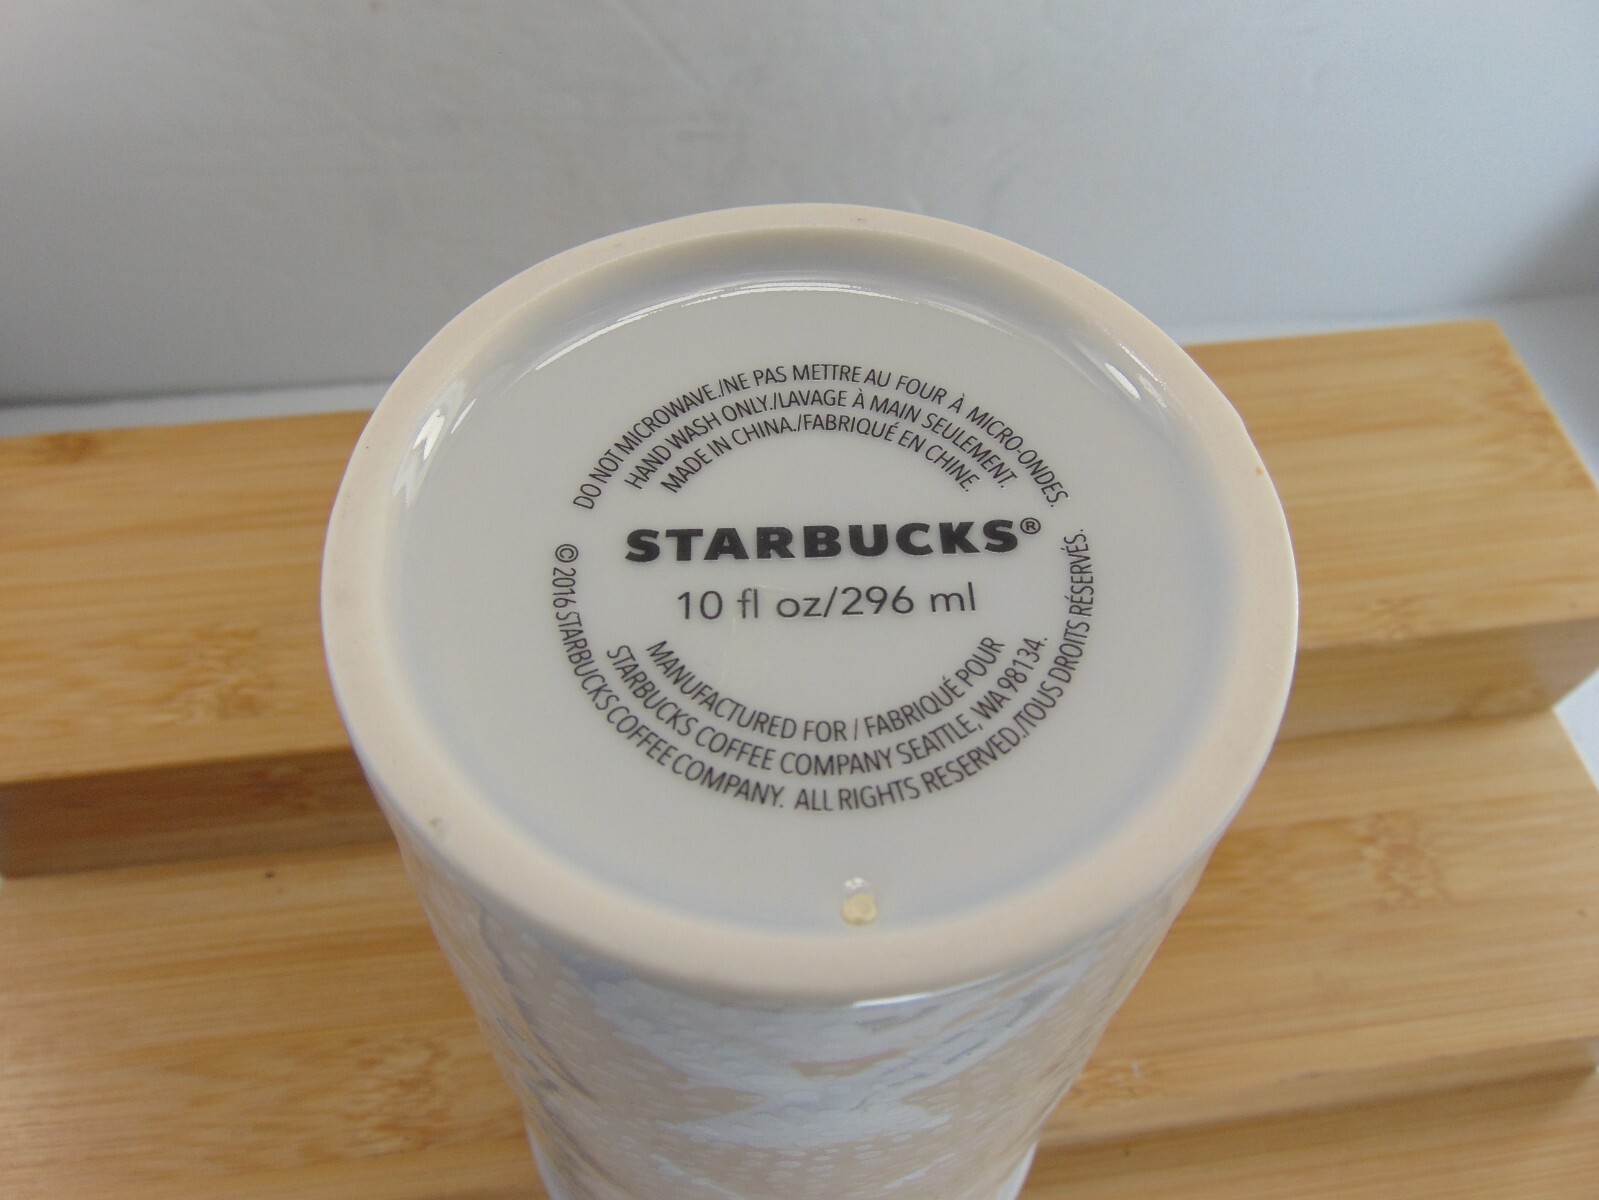 DO NOT MICROWAVE./NE PAS METTRE AU FOUR À MICRO-ONDES.
HAND WASH ONLY./LAVAGE À MAIN SEULEMENT.
MADE IN CHINA./FABRIQUÉ EN CHINE.
STARBUCKS®
10 fl oz/296 ml
MANUFACTURED FOR / FABRIQUÉ POUR
STARBUCKS COFFEE COMPANY SEATTLE, WA 98134.
© 2016 STARBUCKS COFFEE COMPANY. ALL RIGHTS RESERVED./TOUS DROITS RÉSERVÉS.